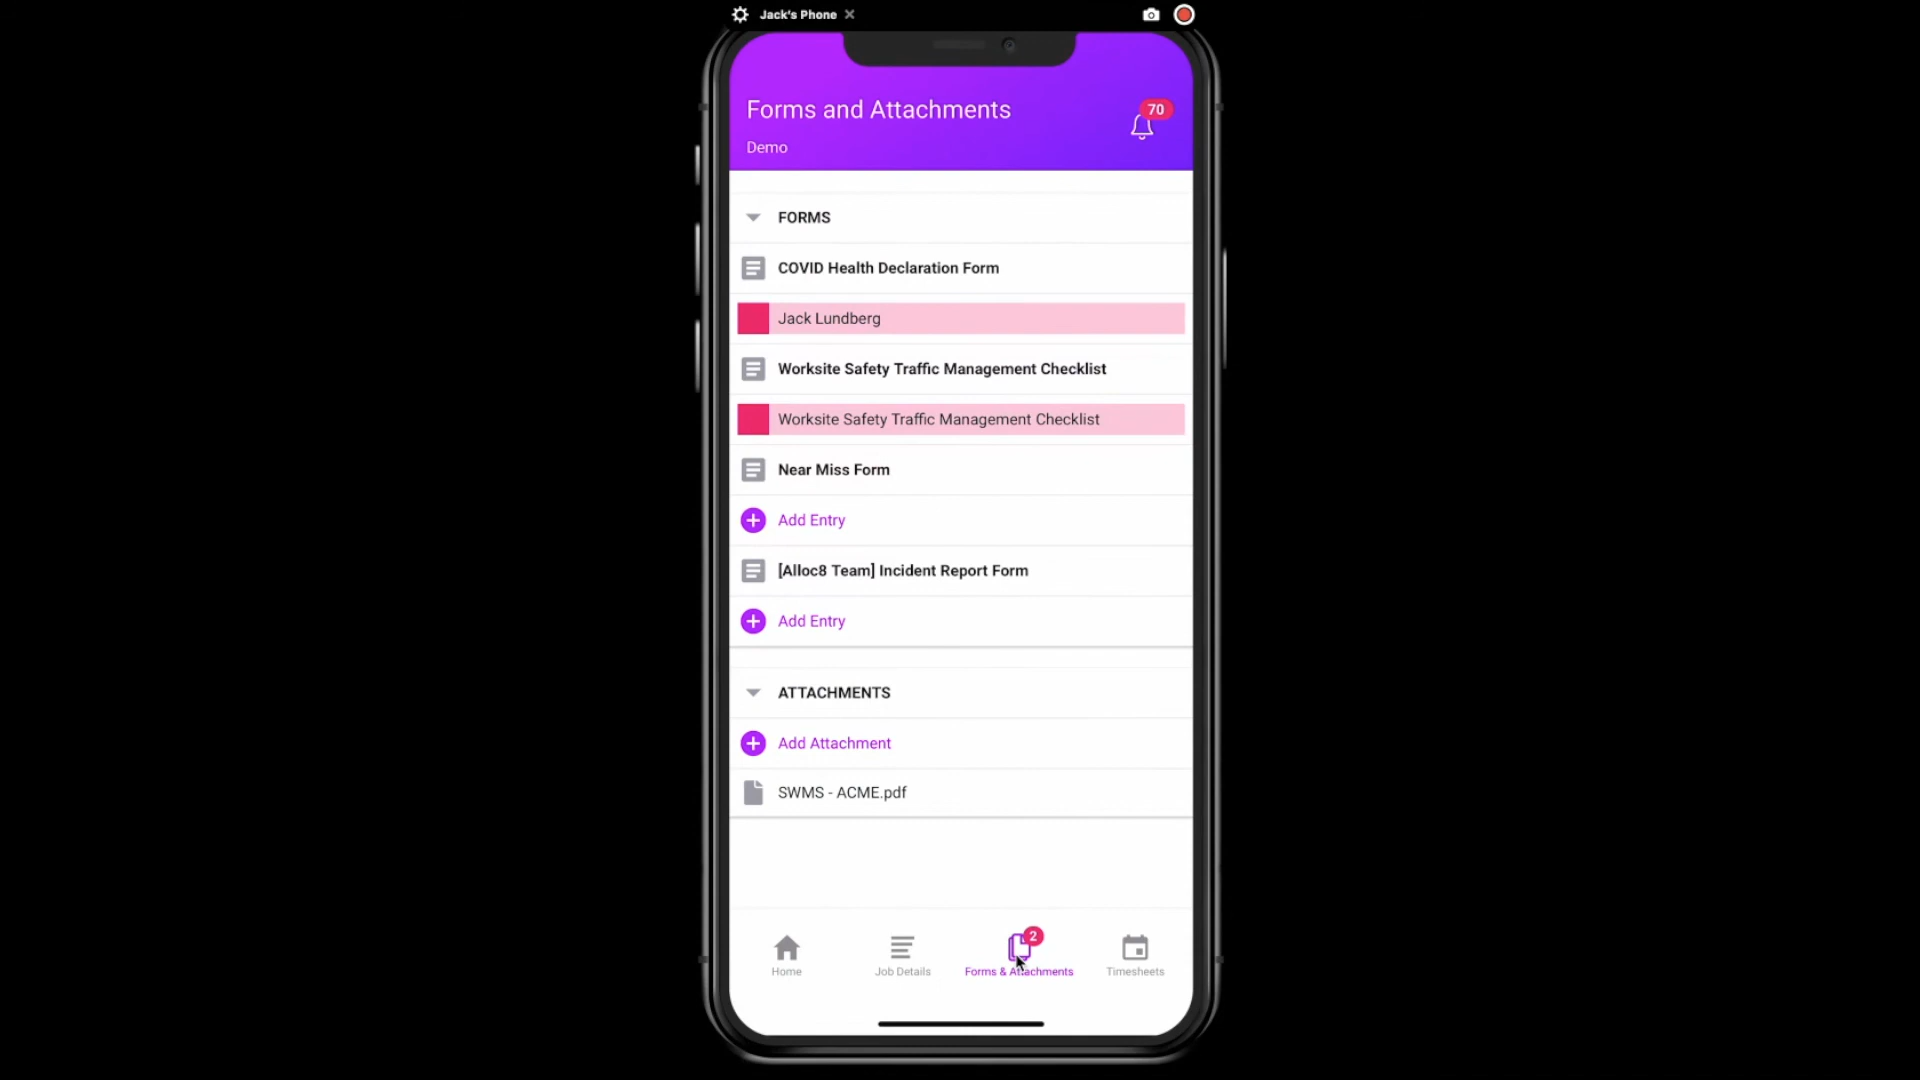 Jack's Phone
Forms and Attachments
70
Demo
FORMS
COVID Health Declaration Form
Jack Lundberg
Worksite Safety Traffic Management Checklist
Worksite Safety Traffic Management Checklist
Near Miss Form
Add Entry
[Alloc8 Team] Incident Report Form
Add Entry
ATTACHMENTS
Add Attachment
SWMS - ACME.pdf
2
Home
Job Details
Forms & Attachments
Timesheets